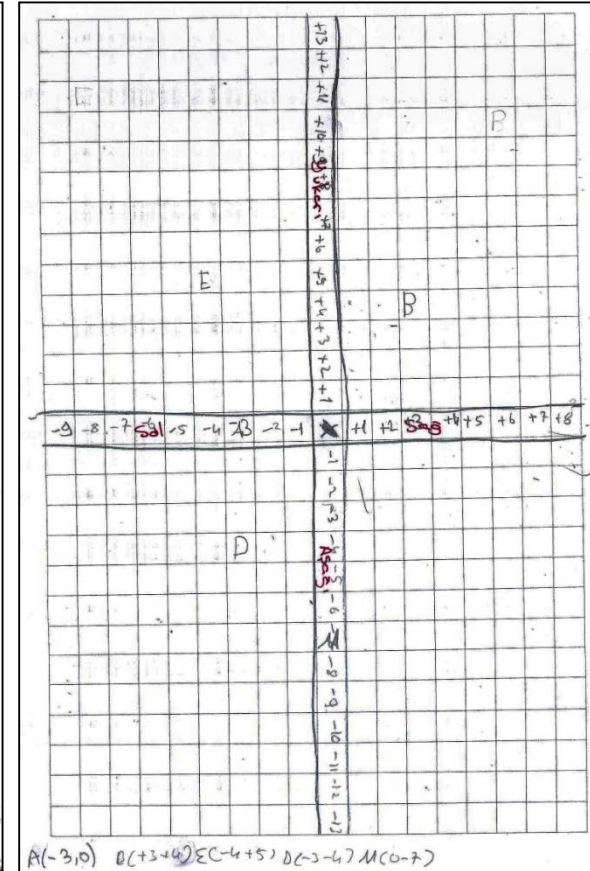 +13 +12 +11 +10 +9 +8 +7 +6 +5 +4 +3 +2 +1
Yukarı
B
E
B
-9 -8 -7 -5 -4 -2 -1 +1 +2 +4 +5 +6 +7 +8
Sol Sağ
-1 -2 -3 -4 -5 -6 -8 -9 -10 -11 -12 -13
Aşağı
D
A(-3,0) B(+3+4) E(-4+5) D(-3-4) M(0-7)